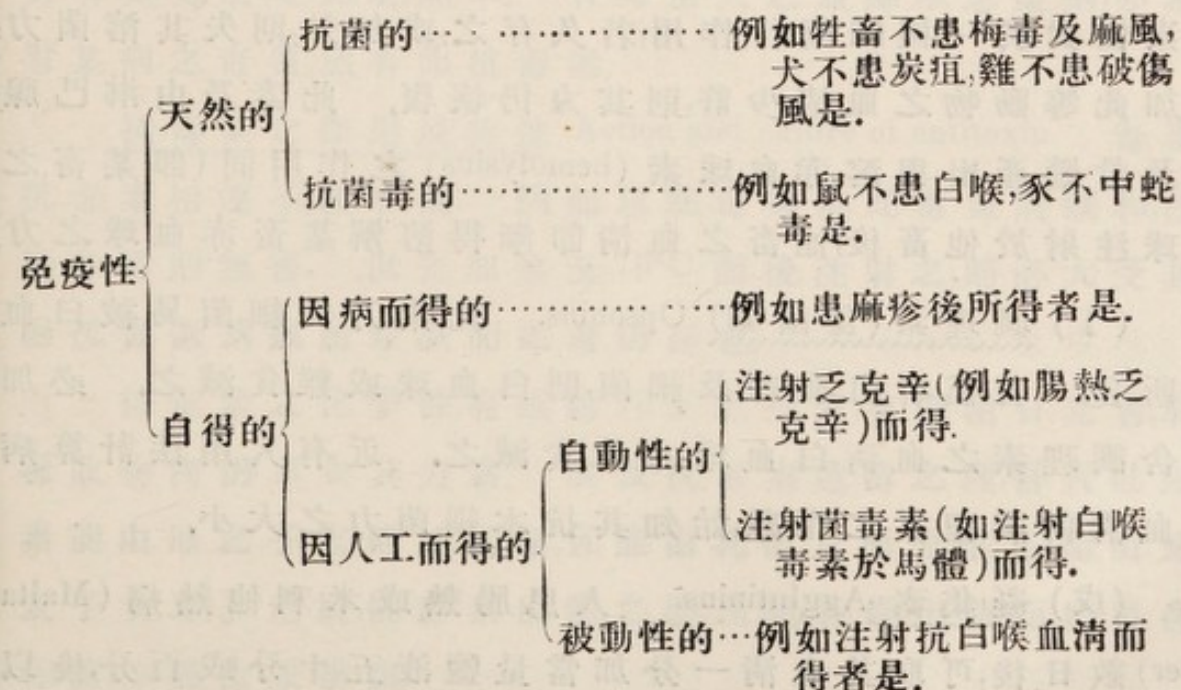 抗菌的… ……………例如牲畜不患梅毒及麻風,
犬不患炭疽,雞不患破傷
風是.
天然的
抗菌毒的……………例如鼠不患白喉,豕不中蛇
毒是.
免疫性
因病而得的…………例如患麻疹後所得者是.
注射乏克辛(例如腸熱乏
克辛)而得.
自得的
自動性的
注射菌毒素(如注射白喉
毒素於馬體)而得.
因人工而得的
被動性的…例如注射抗白喉血淸而
得者是.